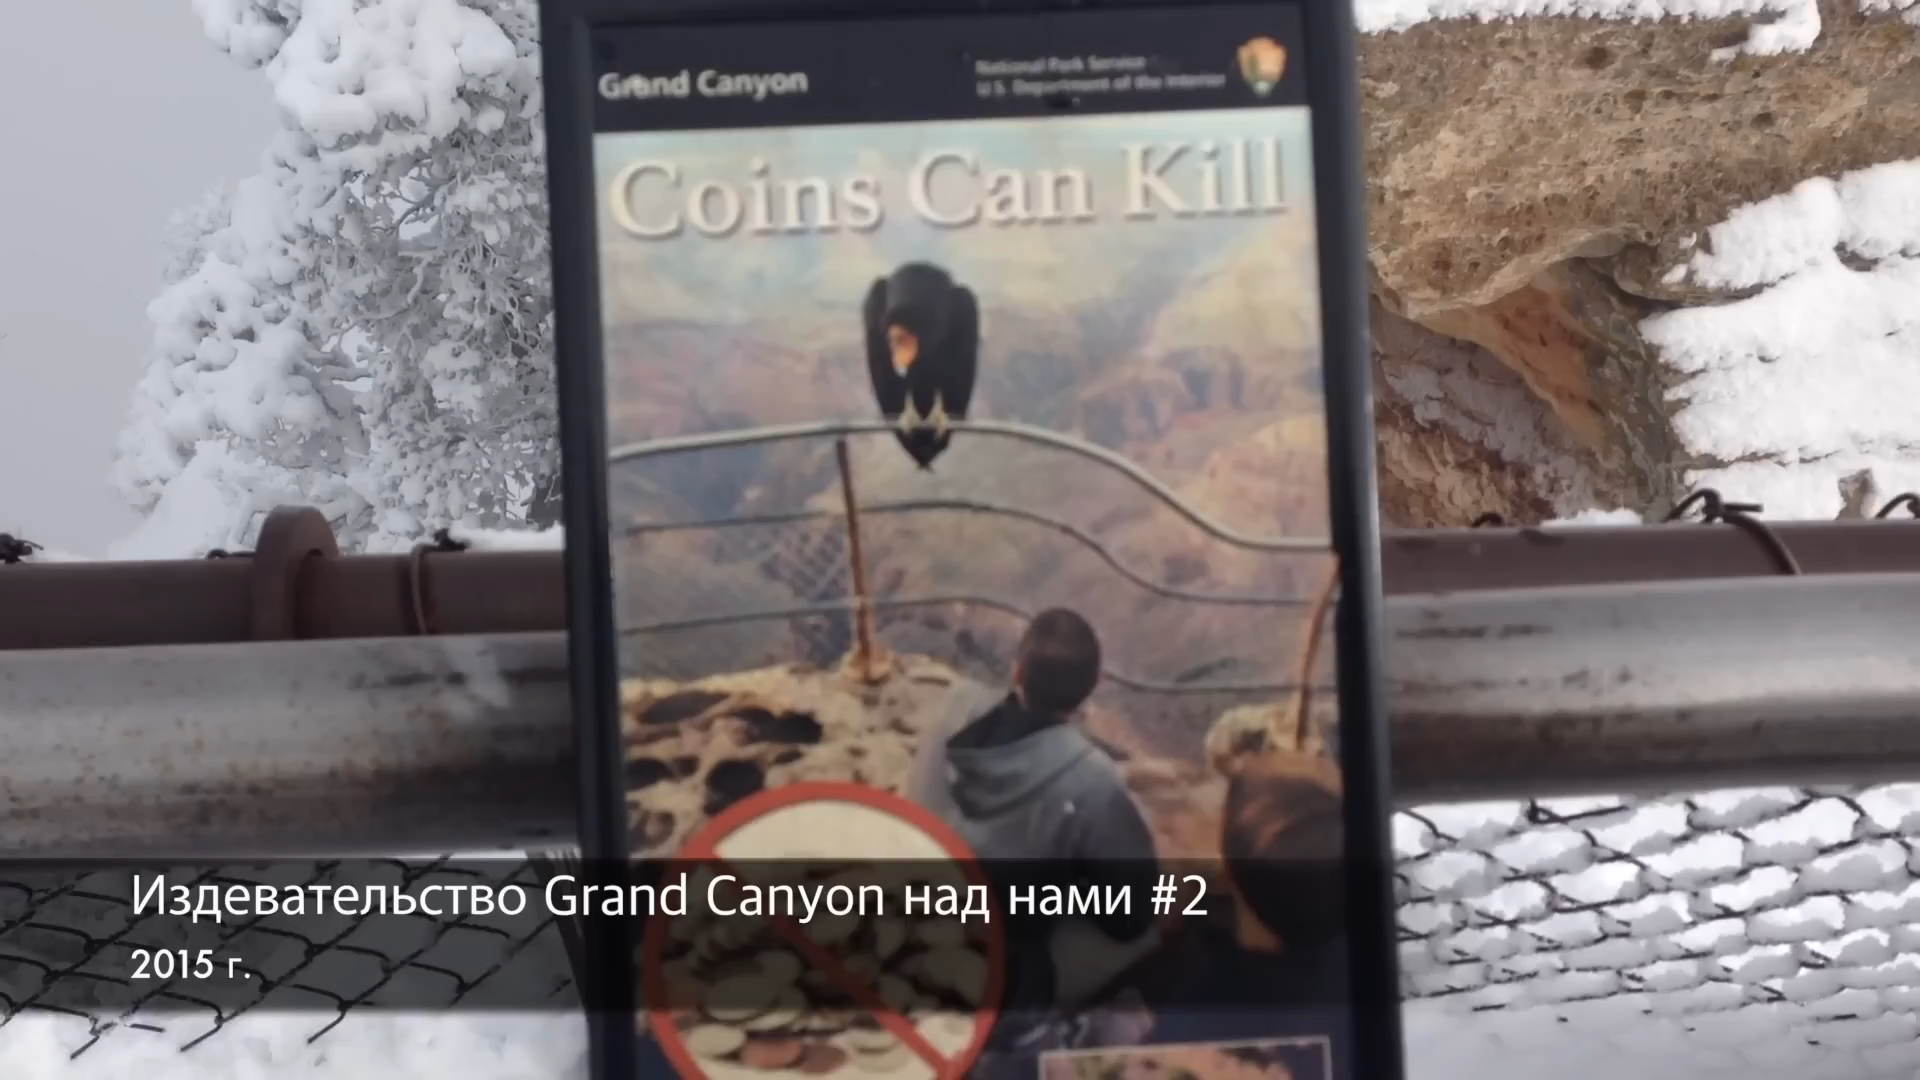 Grand Canyon
National Park Service
U.S. Department of the Interior
Coins Can Kill
Издевательство Grand Canyon над нами #2
2015 г.